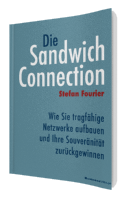 Die
Sandwich
Connection
Stefan Fourier
Wie Sie tragfähige
Netzwerke aufbauen
und Ihre Souveränität
zurückgewinnen